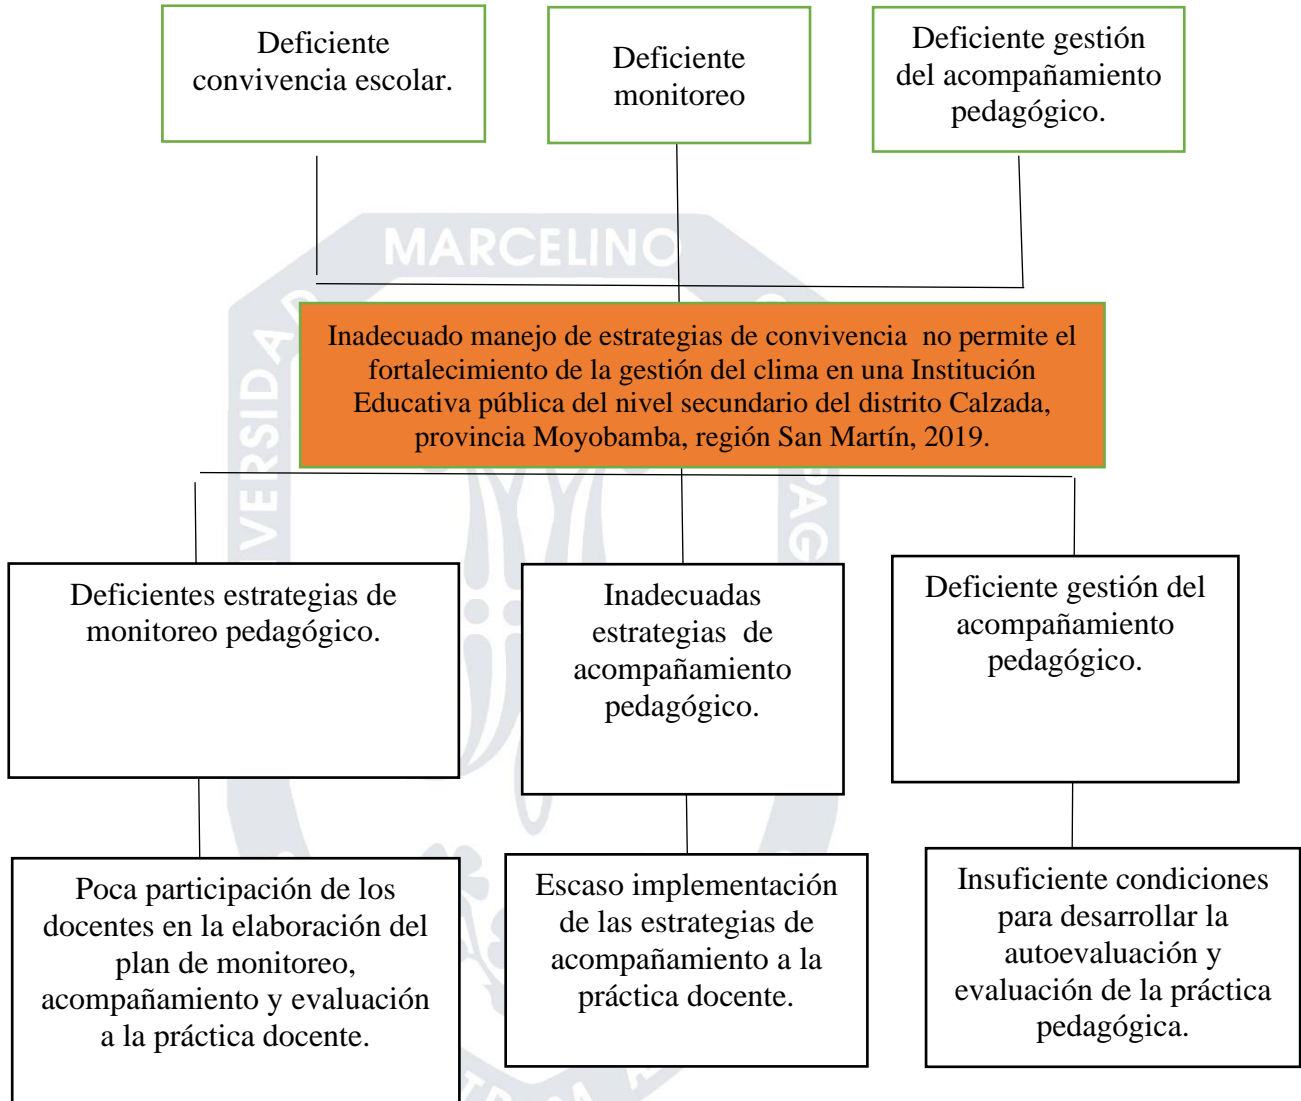 Deficiente
convivencia escolar.
Deficiente
monitoreo
Deficiente gestión
del acompañamiento
pedagógico.
MARCELINO
VERSIDAD
PAG
Inadecuado manejo de estrategias de convivencia no permite el
fortalecimiento de la gestión del clima en una Institución
Educativa pública del nivel secundario del distrito Calzada,
provincia Moyobamba, región San Martín, 2019.
Deficientes estrategias de
monitoreo pedagógico.
Inadecuadas
estrategias de
acompañamiento
pedagógico.
Deficiente gestión del
acompañamiento
pedagógico.
Poca participación de los
docentes en la elaboración del
plan de monitoreo,
acompañamiento y evaluación
a la práctica docente.
Escaso implementación
de las estrategias de
acompañamiento a la
práctica docente.
Insuficiente condiciones
para desarrollar la
autoevaluación y
evaluación de la práctica
pedagógica.